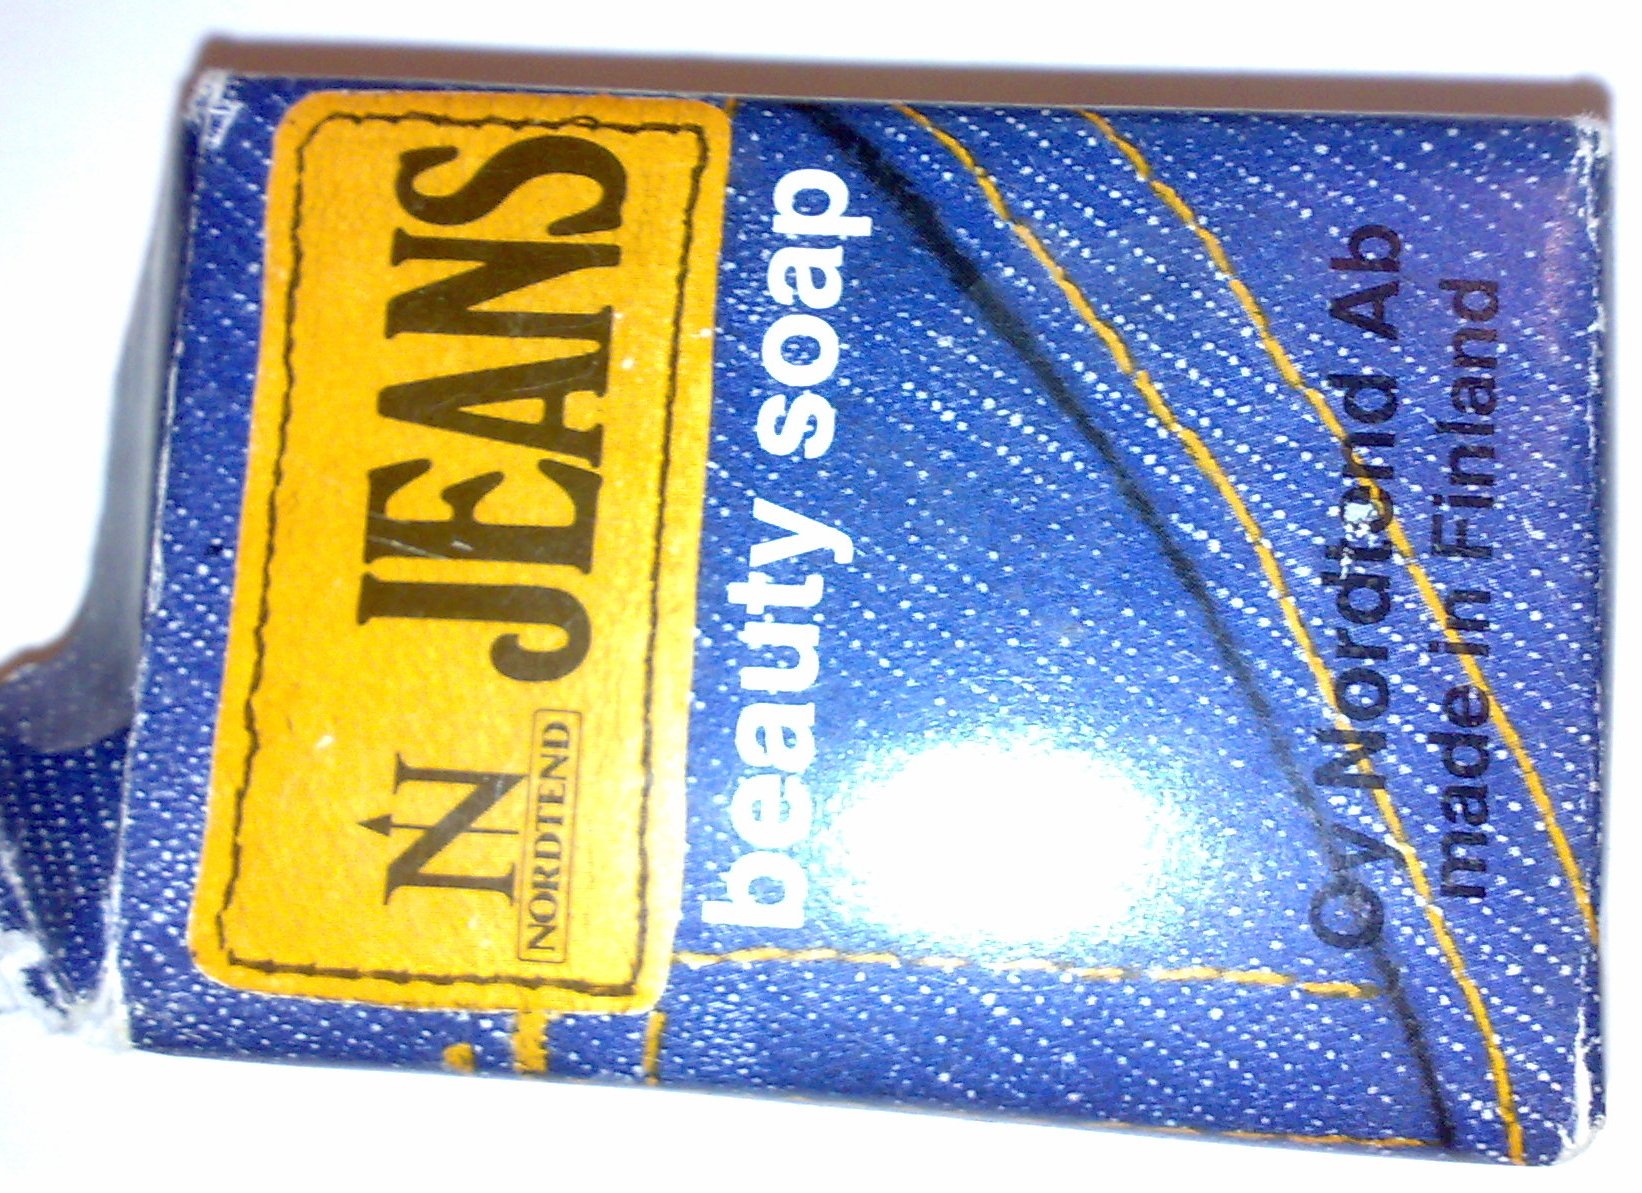 N JEANS
NORDTEND
beauty soap
Oy Nordtend Ab
made in Finland